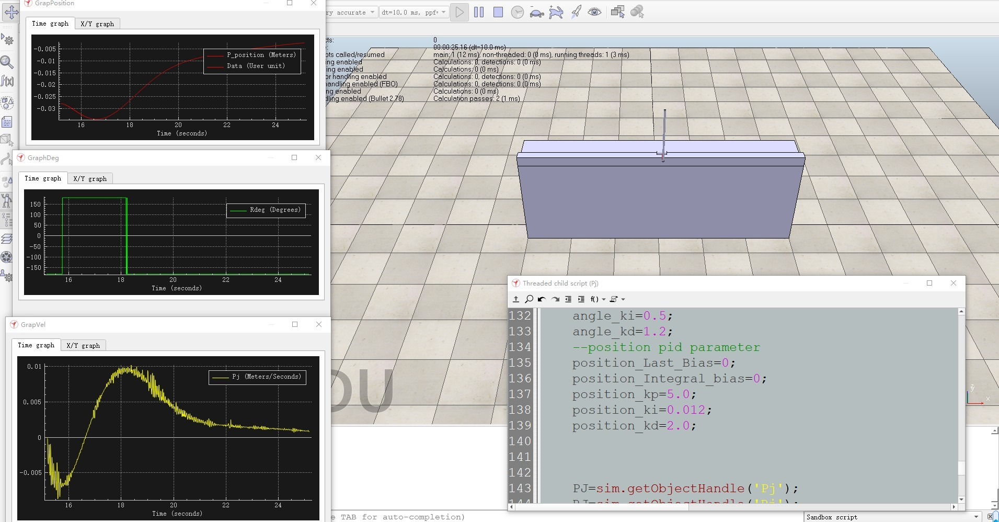 GrapPosition
Time graph
X/Y graph
-0.005
-0.01
-0.015
-0.02
-0.025
-0.03
P_position (Meters)
Data (User unit)
16
18
20
22
24
Time (seconds)
GraphDeg
Time graph
X/Y graph
150
100
50
0
-50
-100
-150
Rdeg (Degrees)
16
18
20
22
24
Time (seconds)
GrapVel
Time graph
X/Y graph
0.01
0.005
0
-0.005
Pj (Meters/Seconds)
16
18
20
22
24
Time (seconds)
ry accurate
dt=10.0 ms, ppf=
cts:
0
00:00:25.16 (dt=10.0 ms)
pts called/resumed
main: 1 (12 ms), non-threaded: 0 (0 ms), running threads: 1 (3 ms)
ng enabled
Calculations: 0, detections: 0 (0 ms)
ing enabled
Calculations: 0 (0 ms)
or handling enabled
Calculations: 0, detections: 0 (0 ms)
handling enabled (FBO)
Calculations: 0, detections: 0 (0 ms)
ng enabled
Calculations: 0 (0 ms)
dling enabled (Bullet 2.78)
Calculation passes: 2 (1 ms)
DU
x
Threaded child script (Pj)
f()
132 angle_ki=0.5;
133 angle_kd=1.2;
134 --position pid parameter
135 position_Last_Bias=0;
136 position_Integral_bias=0;
137 position_kp=5.0;
138 position_ki=0.012;
139 position_kd=2.0;
140
141
142
143 PJ=sim.getObjectHandle('Pj');
e TAB for auto-completion)
Sandbox script